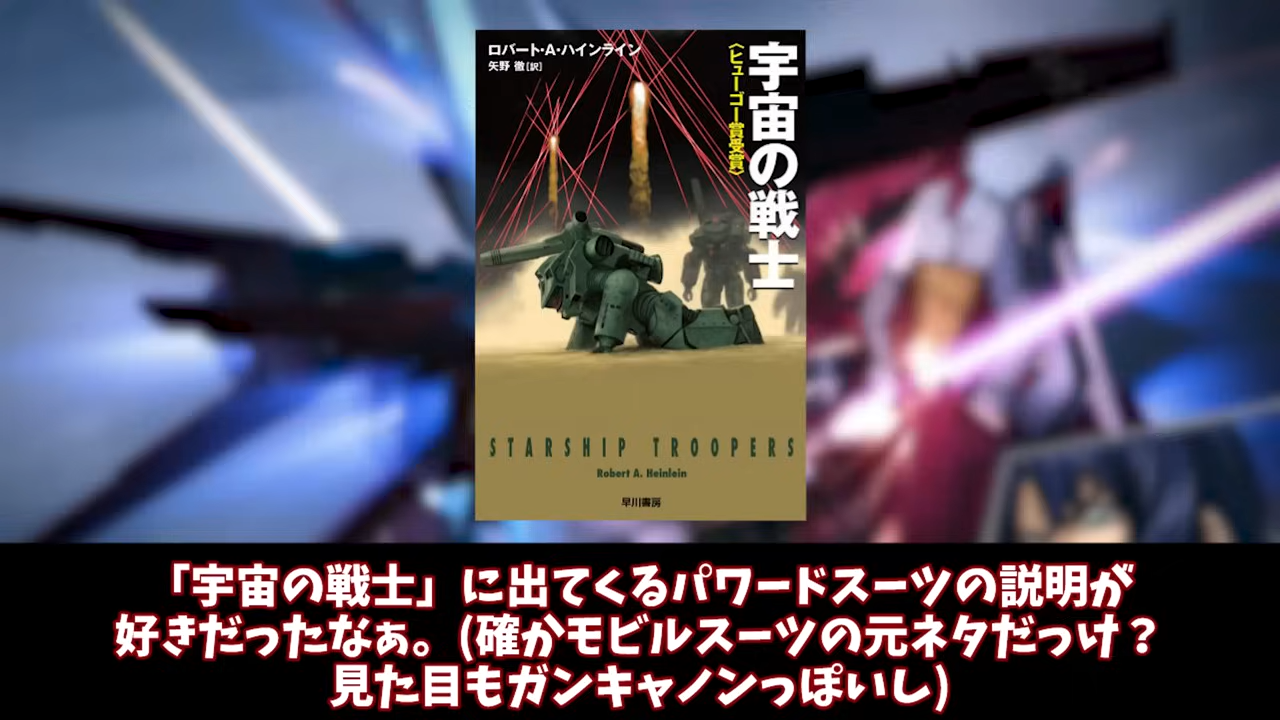 ロバート・A・ハインライン
矢野 徹[訳]
宇宙の戦士
〈ヒューゴー賞受賞〉
STARSHIP TROOPERS
Robert A. Heinlein
早川書房
「宇宙の戦士」に出てくるパワードスーツの説明が
好きだったなぁ。(確かモビルスーツの元ネタだっけ？
見た目もガンキャノンっぽいし)